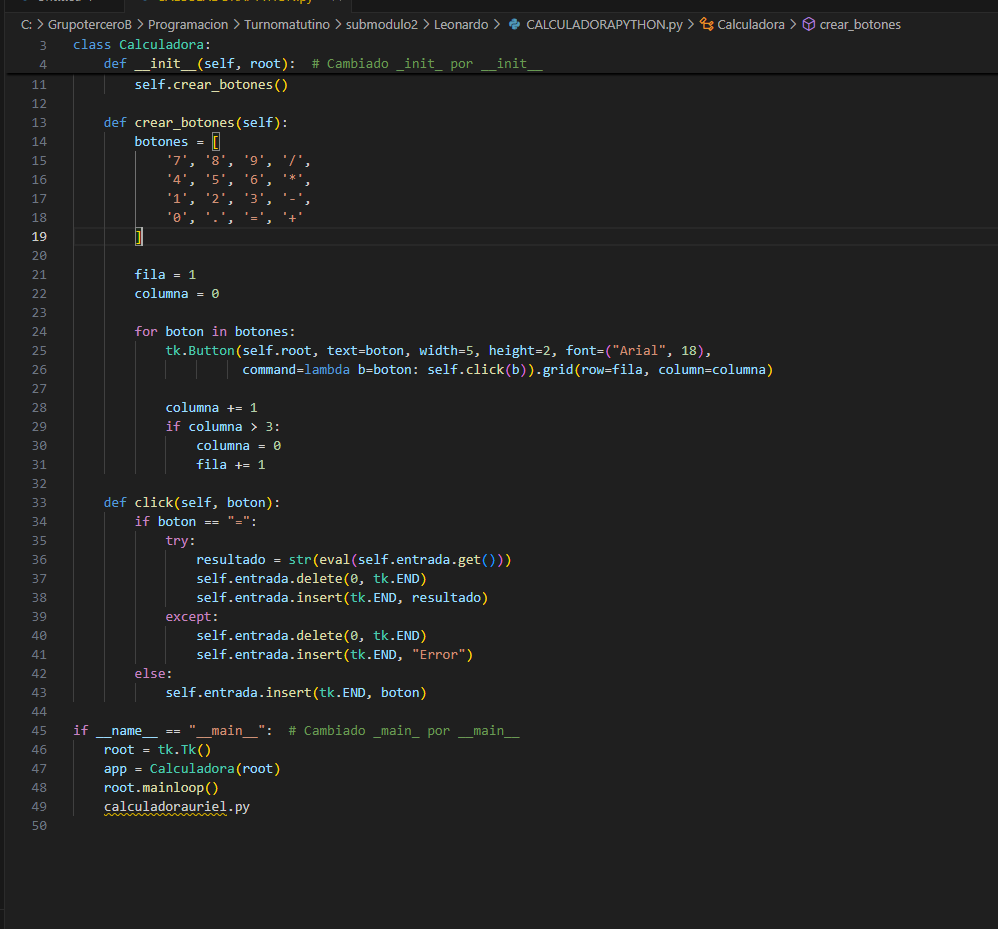 C: > GrupoterceroB > Programacion > Turnomatutino > submodulo2 > Leonardo > CALCULADORAPYTHON.py > Calculadora > crear_botones
3 class Calculadora:
4 def __init__(self, root):  # Cambiado _init_ por __init__
11 self.crear_botones()
12
13 def crear_botones(self):
14 botones = [
15 '7', '8', '9', '/',
16 '4', '5', '6', '*',
17 '1', '2', '3', '-',
18 '0', '.', '=', '+'
19 ]
20
21 fila = 1
22 columna = 0
23
24 for boton in botones:
25 tk.Button(self.root, text=boton, width=5, height=2, font=("Arial", 18),
26 command=lambda b=boton: self.click(b)).grid(row=fila, column=columna)
27
28 columna += 1
29 if columna > 3:
30 columna = 0
31 fila += 1
32
33 def click(self, boton):
34 if boton == "=":
35 try:
36 resultado = str(eval(self.entrada.get()))
37 self.entrada.delete(0, tk.END)
38 self.entrada.insert(tk.END, resultado)
39 except:
40 self.entrada.delete(0, tk.END)
41 self.entrada.insert(tk.END, "Error")
42 else:
43 self.entrada.insert(tk.END, boton)
44
45 if __name__ == "__main__":  # Cambiado _main_ por __main__
46 root = tk.Tk()
47 app = Calculadora(root)
48 root.mainloop()
49 calculadorauriel.py
50